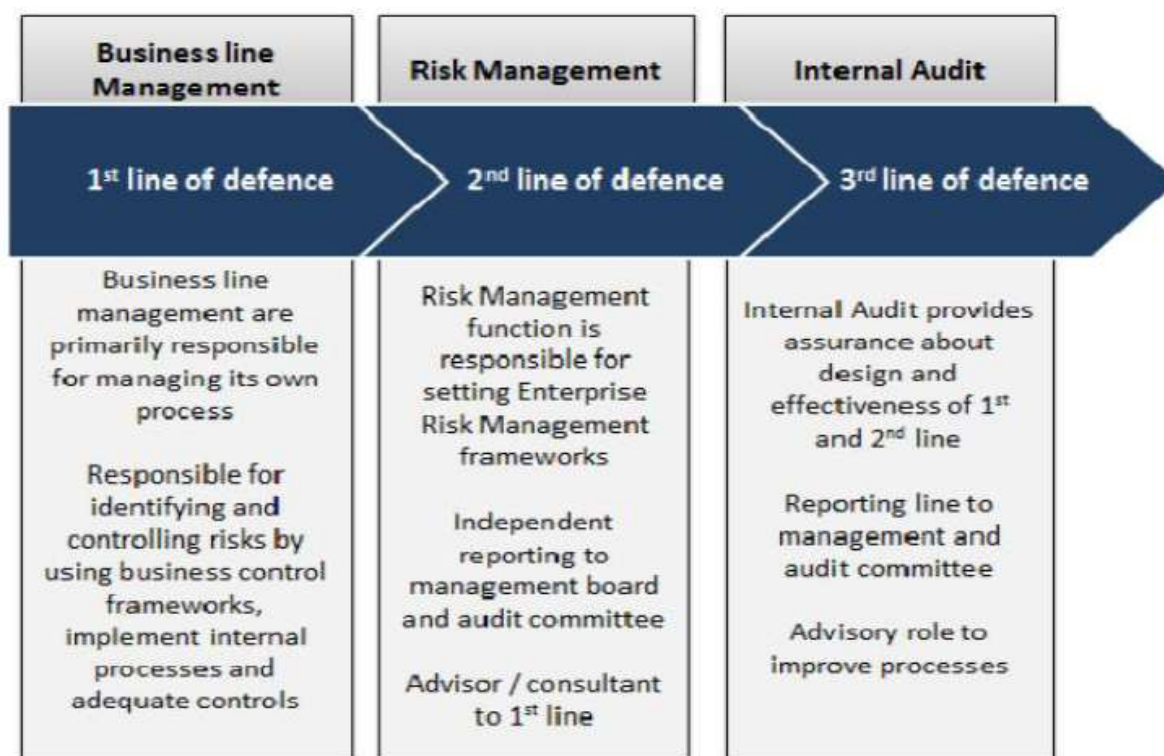 Business line
Management
Risk Management
Internal Audit
1st line of defence
2nd line of defence
3rd line of defence
Business line
management are
primarily responsible
for managing its own
process
Responsible for
identifying and
controlling risks by
using business control
frameworks,
implement internal
processes and
adequate controls
Risk Management
function is
responsible for
setting Enterprise
Risk Management
frameworks
Independent
reporting to
management board
and audit committee
Advisor / consultant
to 1st line
Internal Audit provides
assurance about
design and
effectiveness of 1st
and 2nd line
Reporting line to
management and
audit committee
Advisory role to
improve processes